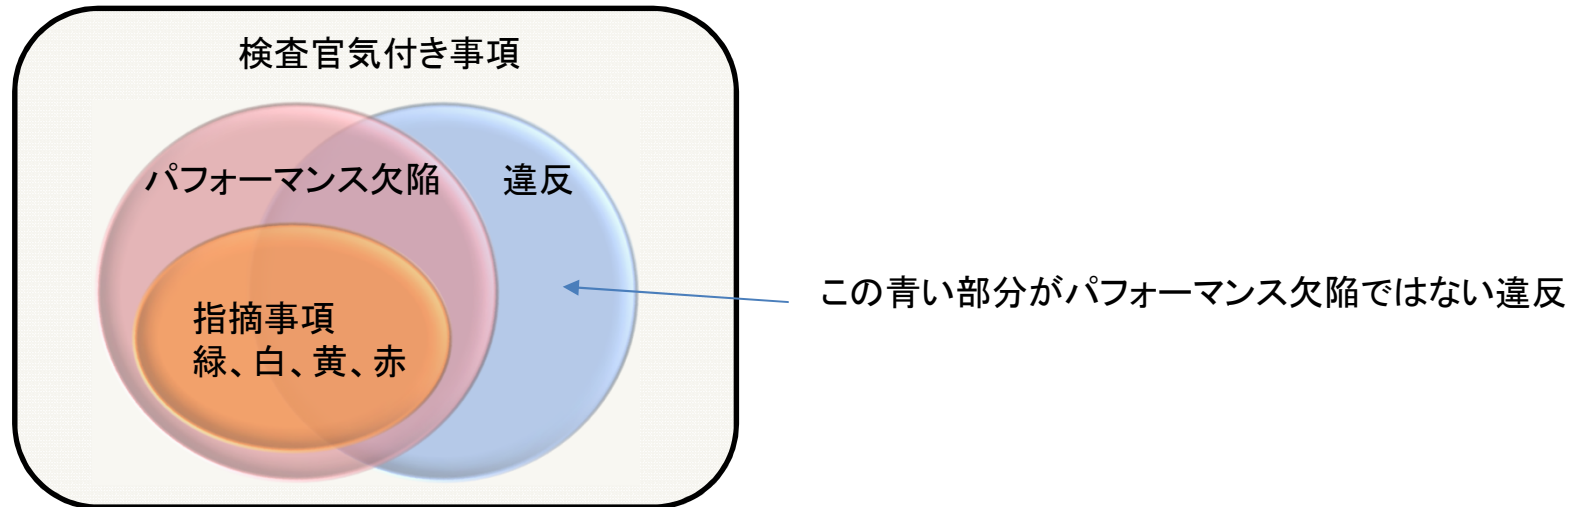 検査官気付き事項
パフォーマンス欠陥
違反
指摘事項
緑、白、黄、赤
この青い部分がパフォーマンス欠陥ではない違反